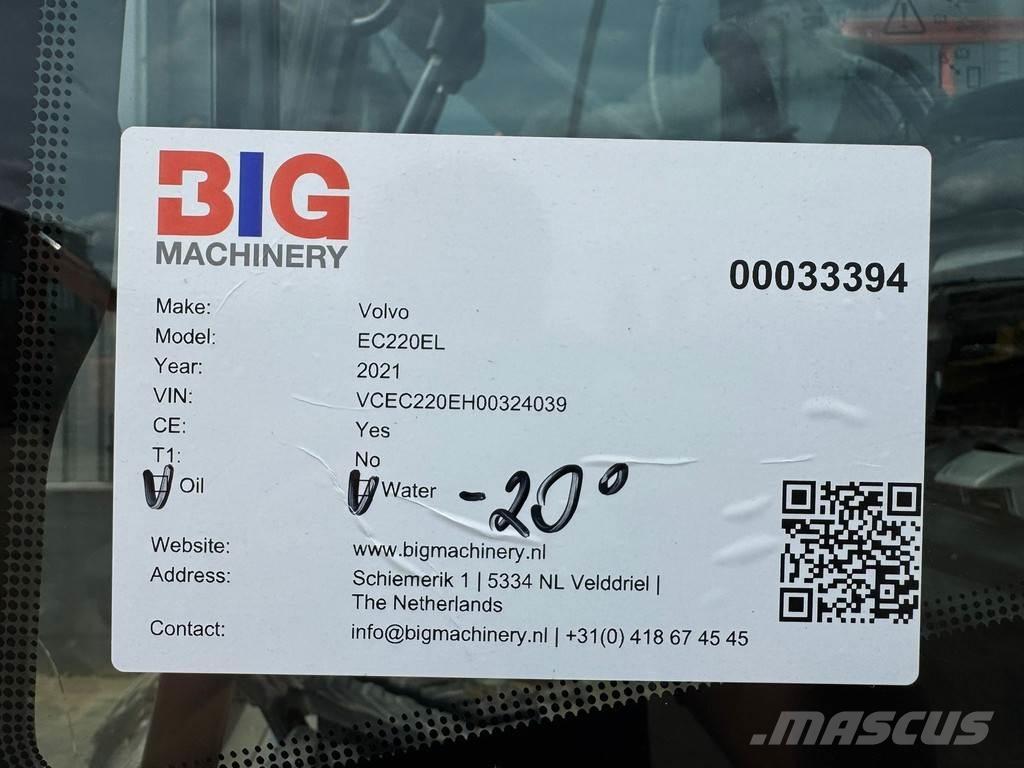 BIG
MACHINERY
00033394
Make: Volvo
Model: EC220EL
Year: 2021
VIN: VCEC220EH00324039
CE: Yes
T1: No
Oil Water -20°
Website: www.bigmachinery.nl
Address: Schiemerik 1 | 5334 NL Velddriel |
The Netherlands
Contact: info@bigmachinery.nl | +31(0) 418 67 45 45
.MASCUS